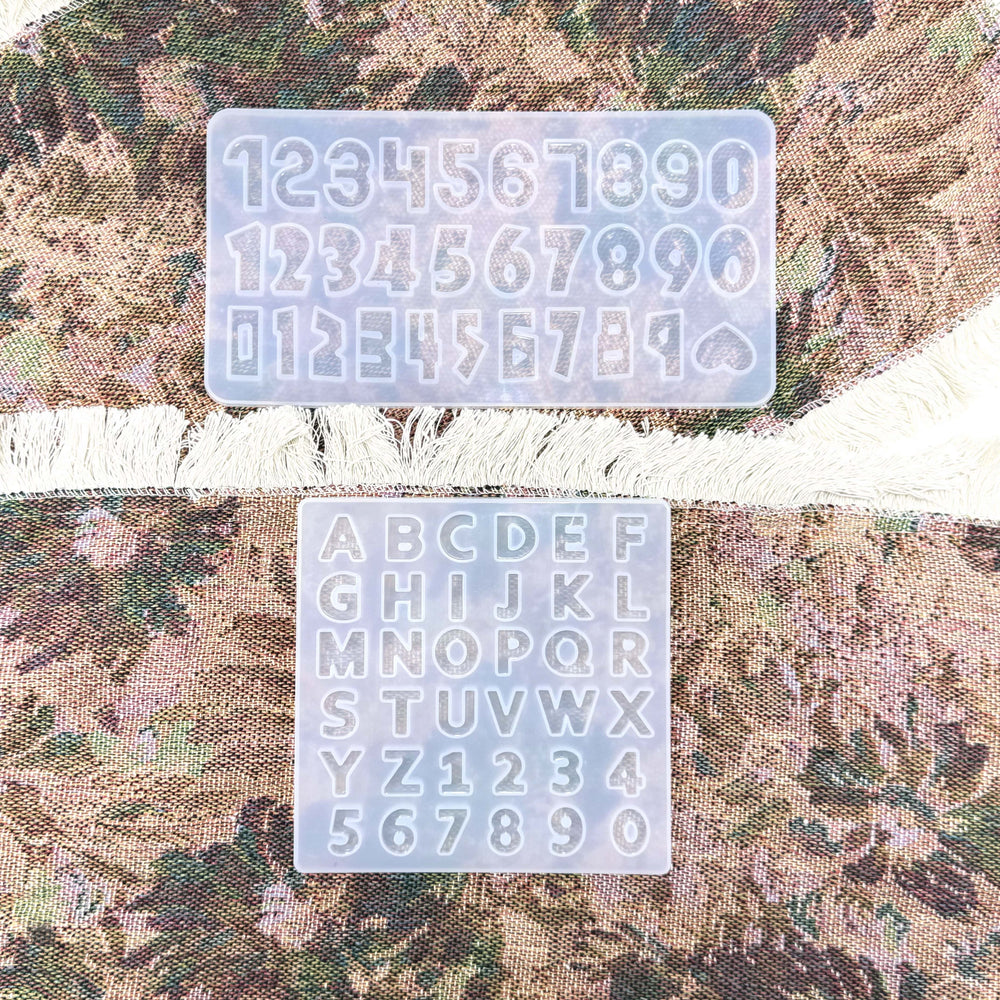 1234567890
1234567890
0123456789
ABCDEF
GHIJKL
MNOPQR
STUVWX
YZ1234
567890